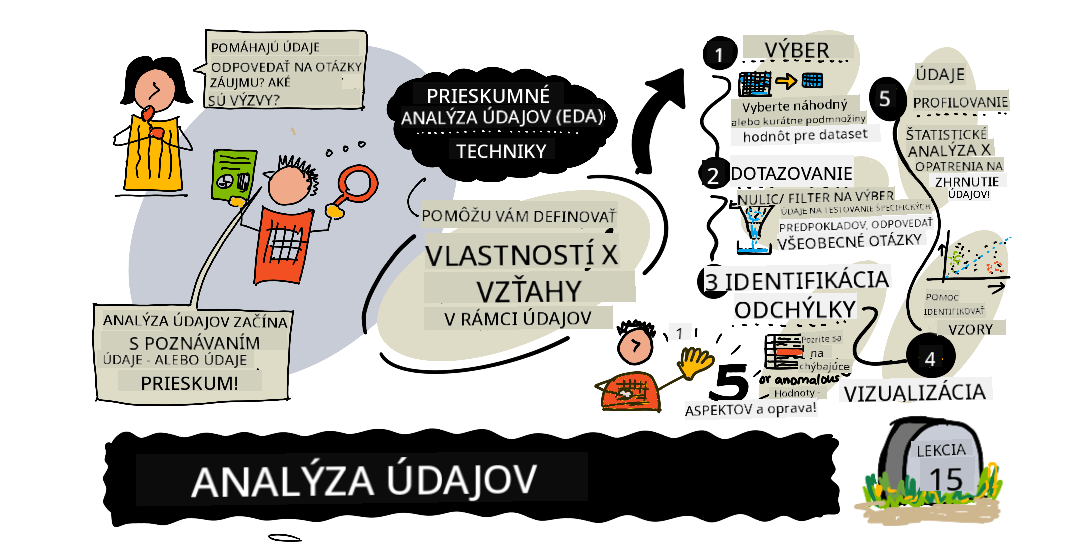 POMÁHAJÚ ÚDAJE
ODPOVEDAŤ NA OTÁZKY
ZÁUJMU? AKÉ
SÚ VÝZVY?
ANALÝZA ÚDAJOV ZAČÍNA
S POZNÁVANÍM
ÚDAJE - ALEBO ÚDAJE
PRIESKUM!
PRIESKUMNÉ
ANALÝZA ÚDAJOV (EDA)
TECHNIKY
POMÔŽU VÁM DEFINOVAŤ
VLASTNOSTÍ X
VZŤAHY
V RÁMCI ÚDAJOV
1
VÝBER
Vyberte náhodný
alebo kurátne podmnožiny
hodnôt pre dataset
2 DOTAZOVANIE
NULIC/ FILTER NA VÝBER
ÚDAJE NA TESTOVANIE ŠPECIFICKÝCH
PREDPOKLADOV, ODPOVEDAŤ
VŠEOBECNÉ OTÁZKY
3 IDENTIFIKÁCIA
ODCHÝLKY
1
5
Pozrite sa
na
chýbajúce
or anomalous
Hodnoty -
ASPEKTOV a oprava!
4
VIZUALIZÁCIA
POMOC
IDENTIFIKOVAŤ
VZORY
5
ÚDAJE
PROFILOVANIE
ŠTATISTICKÉ
ANALÝZA X
OPATRENIA NA
ZHRNUTIE
ÚDAJOV!
ANALÝZA ÚDAJOV
LEKCIA
15